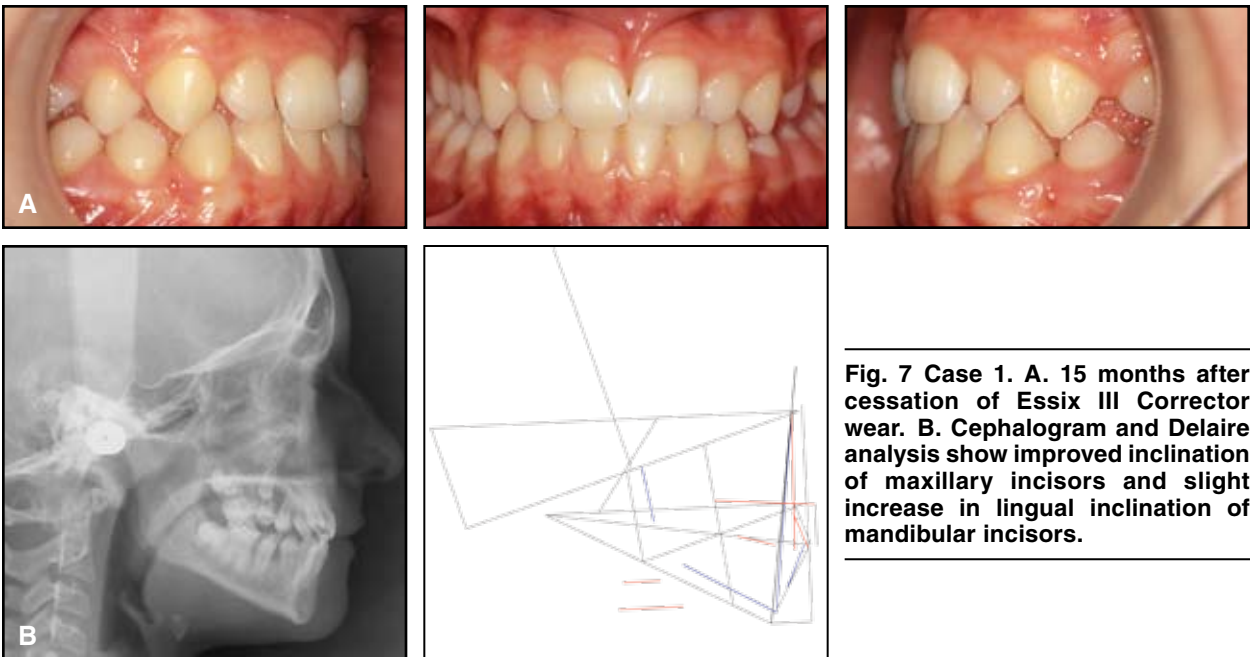 A
B
Fig. 7 Case 1. A. 15 months after
cessation of Essix III Corrector
wear. B. Cephalogram and Delaire
analysis show improved inclination
of maxillary incisors and slight
increase in lingual inclination of
mandibular incisors.